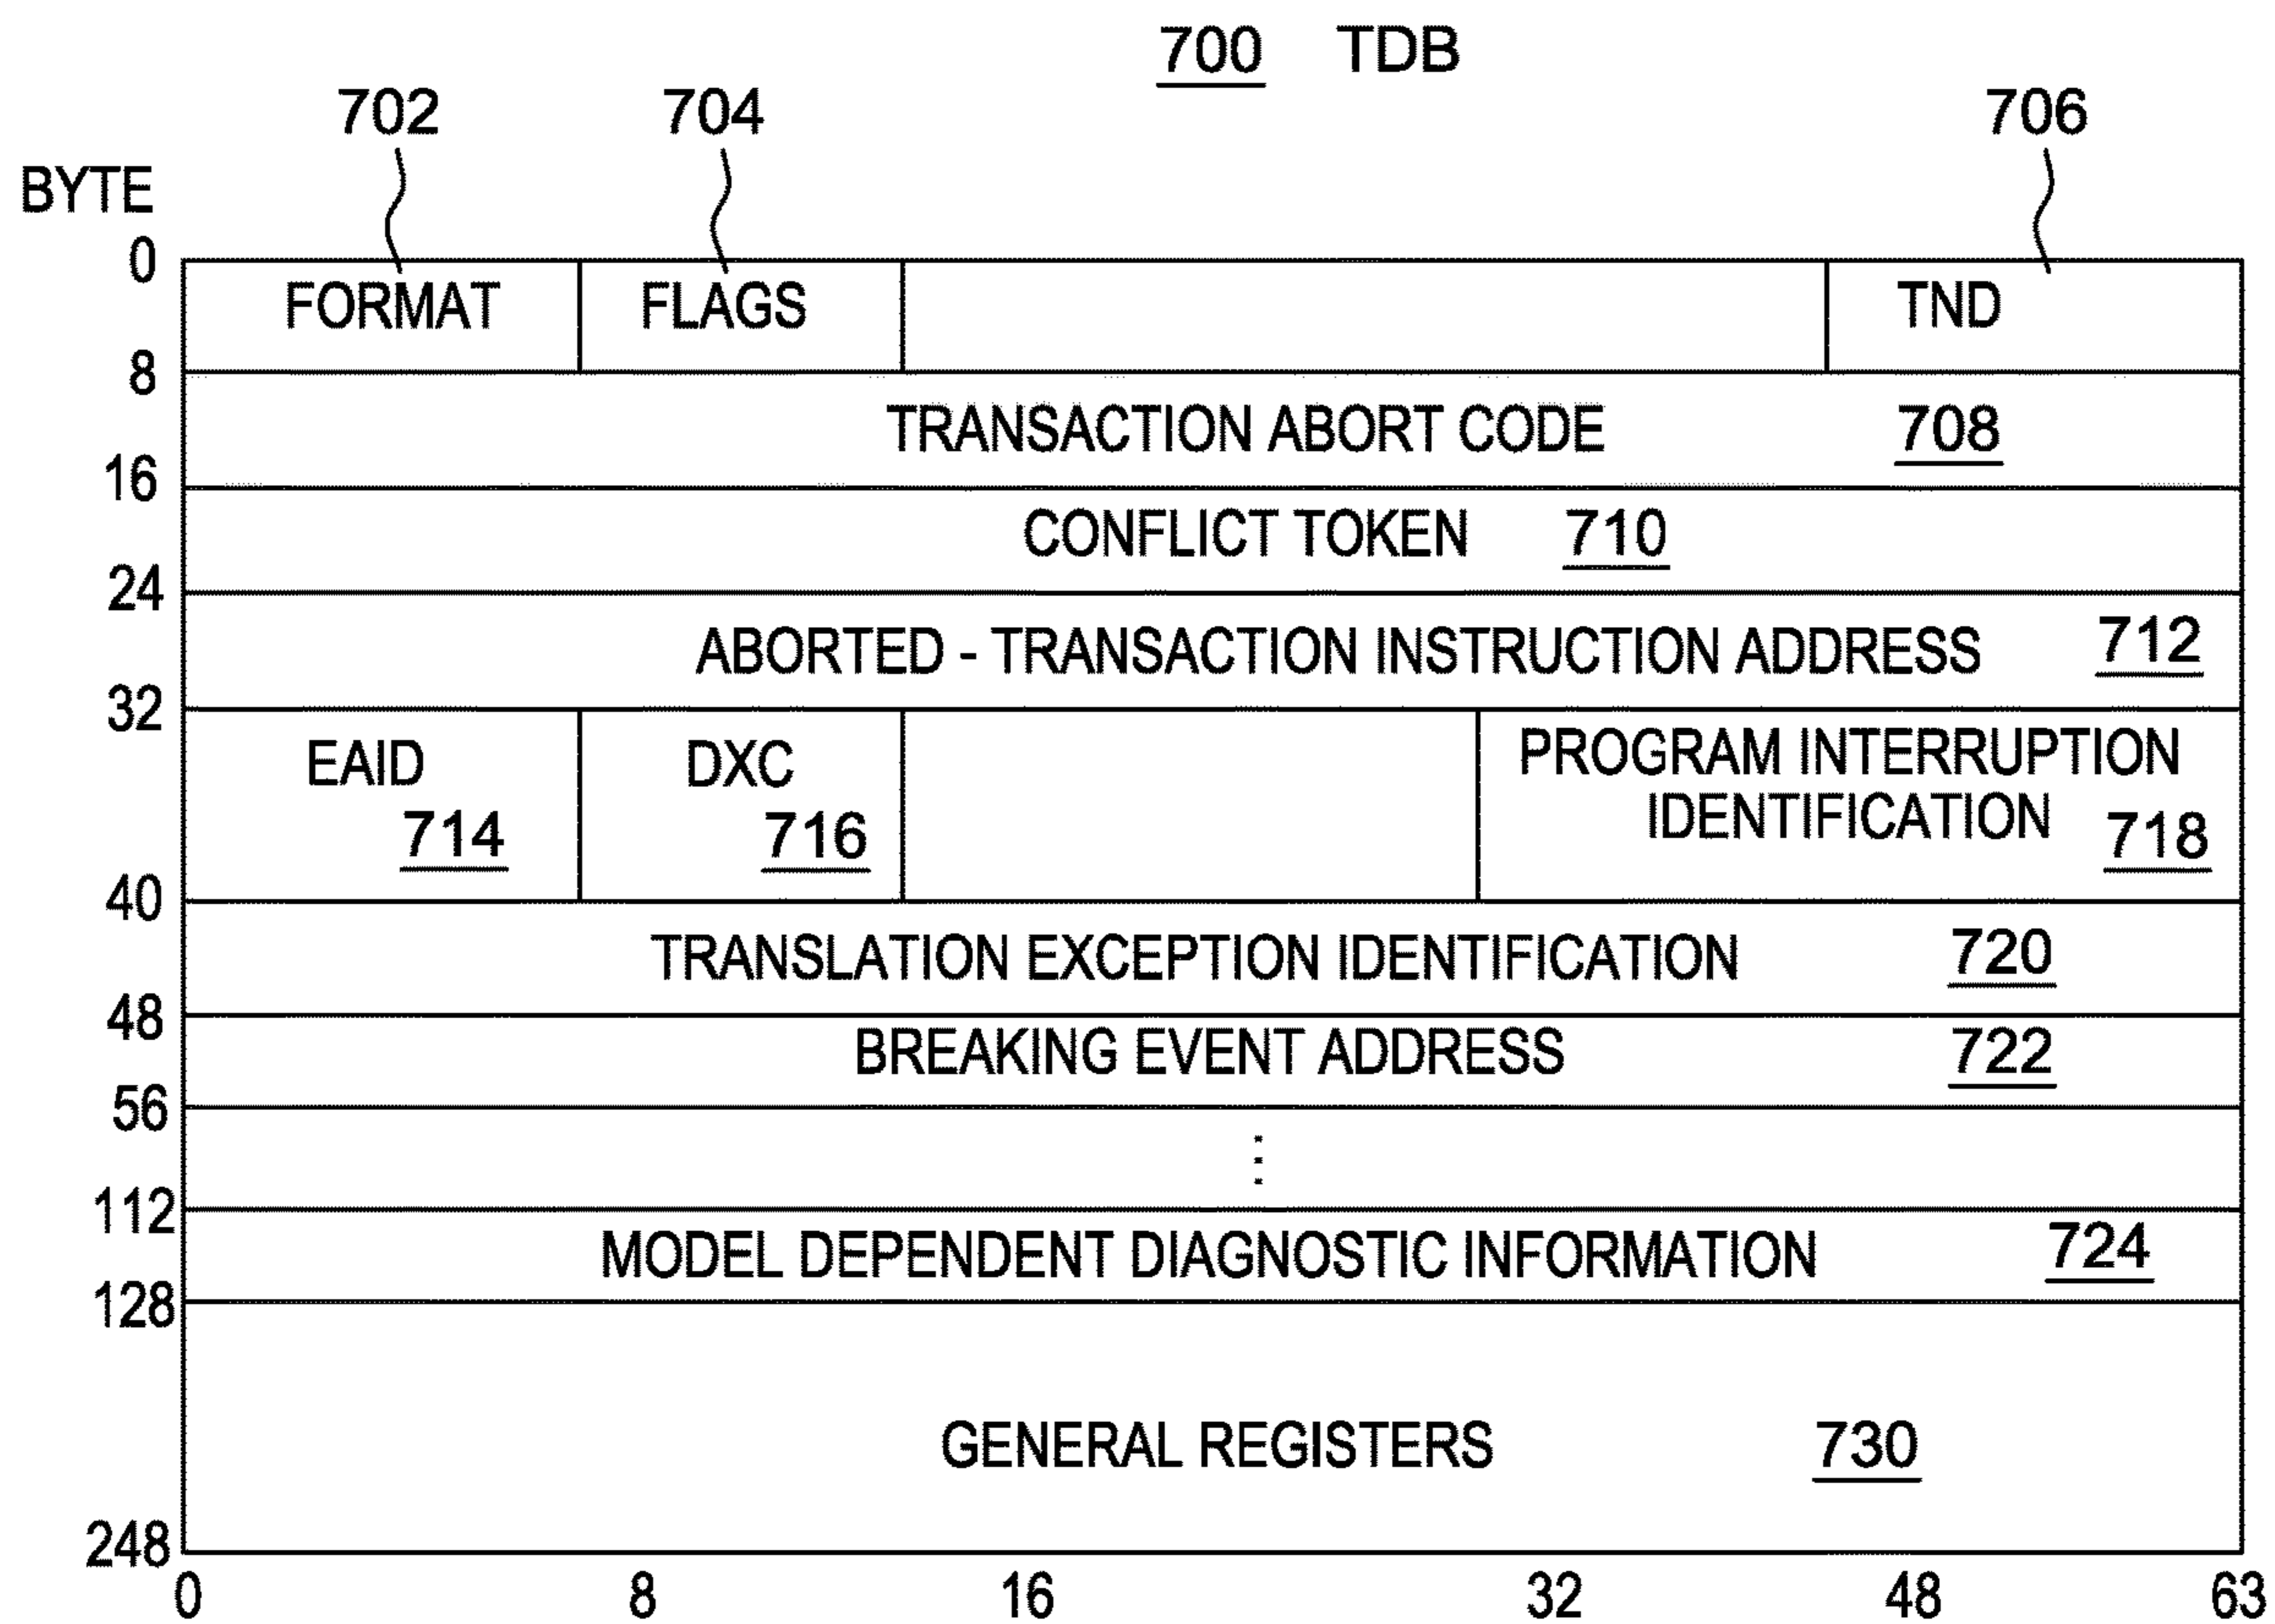 700 TDB
702 704 706
BYTE
0
FORMAT FLAGS TND
8
TRANSACTION ABORT CODE 708
16
CONFLICT TOKEN 710
24
ABORTED - TRANSACTION INSTRUCTION ADDRESS 712
32
EAID DXC PROGRAM INTERRUPTION
IDENTIFICATION
714 716 718
40
TRANSLATION EXCEPTION IDENTIFICATION 720
48
BREAKING EVENT ADDRESS 722
56
⋮
112
MODEL DEPENDENT DIAGNOSTIC INFORMATION 724
128
GENERAL REGISTERS 730
248
0 8 16 32 48 63